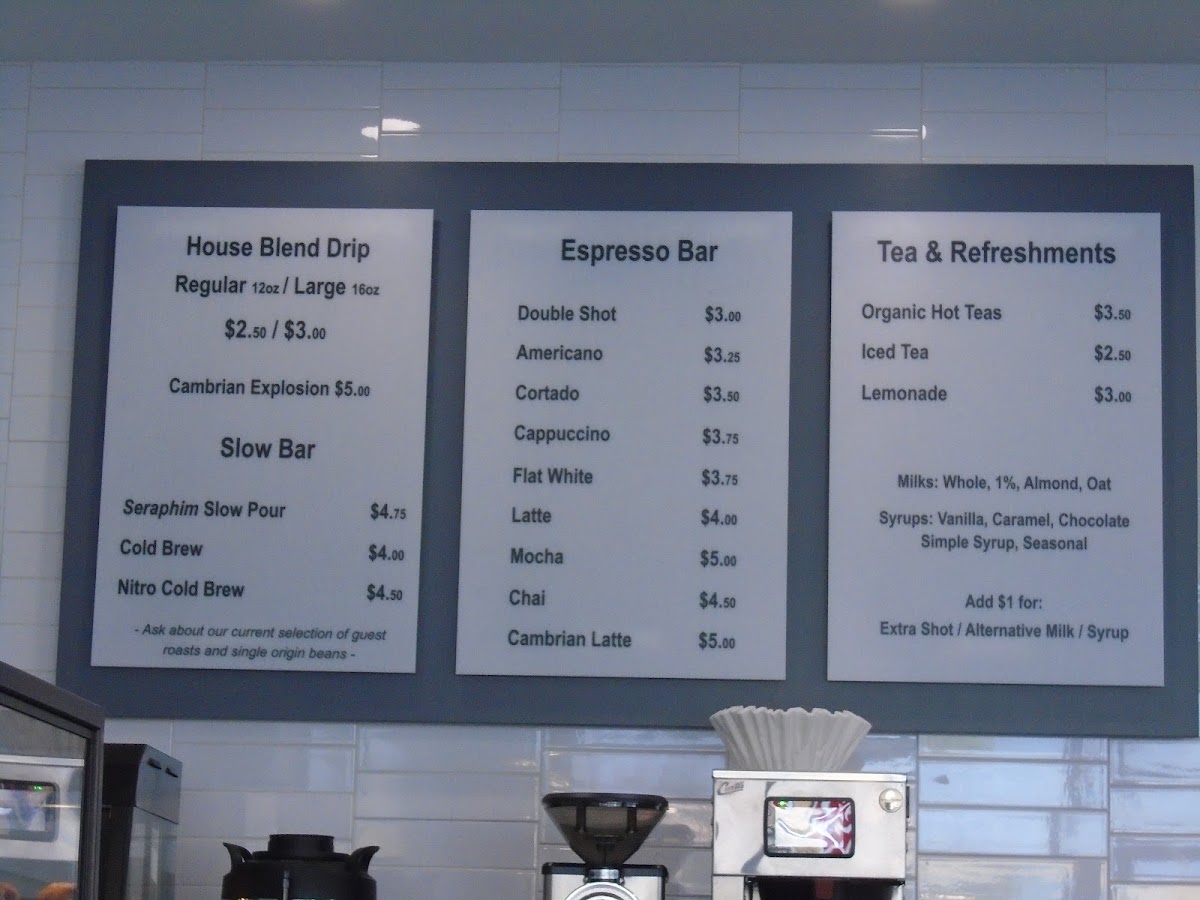 House Blend Drip
Regular 12oz / Large 16oz
$2.50 / $3.00
Cambrian Explosion $5.00
Slow Bar
Seraphim Slow Pour $4.75
Cold Brew $4.00
Nitro Cold Brew $4.50
- Ask about our current selection of guest
roasts and single origin beans -
Espresso Bar
Double Shot $3.00
Americano $3.25
Cortado $3.50
Cappuccino $3.75
Flat White $3.75
Latte $4.00
Mocha $5.00
Chai $4.50
Cambrian Latte $5.00
Tea & Refreshments
Organic Hot Teas $3.50
Iced Tea $2.50
Lemonade $3.00
Milks: Whole, 1%, Almond, Oat
Syrups: Vanilla, Caramel, Chocolate
Simple Syrup, Seasonal
Add $1 for:
Extra Shot / Alternative Milk / Syrup
Curtis